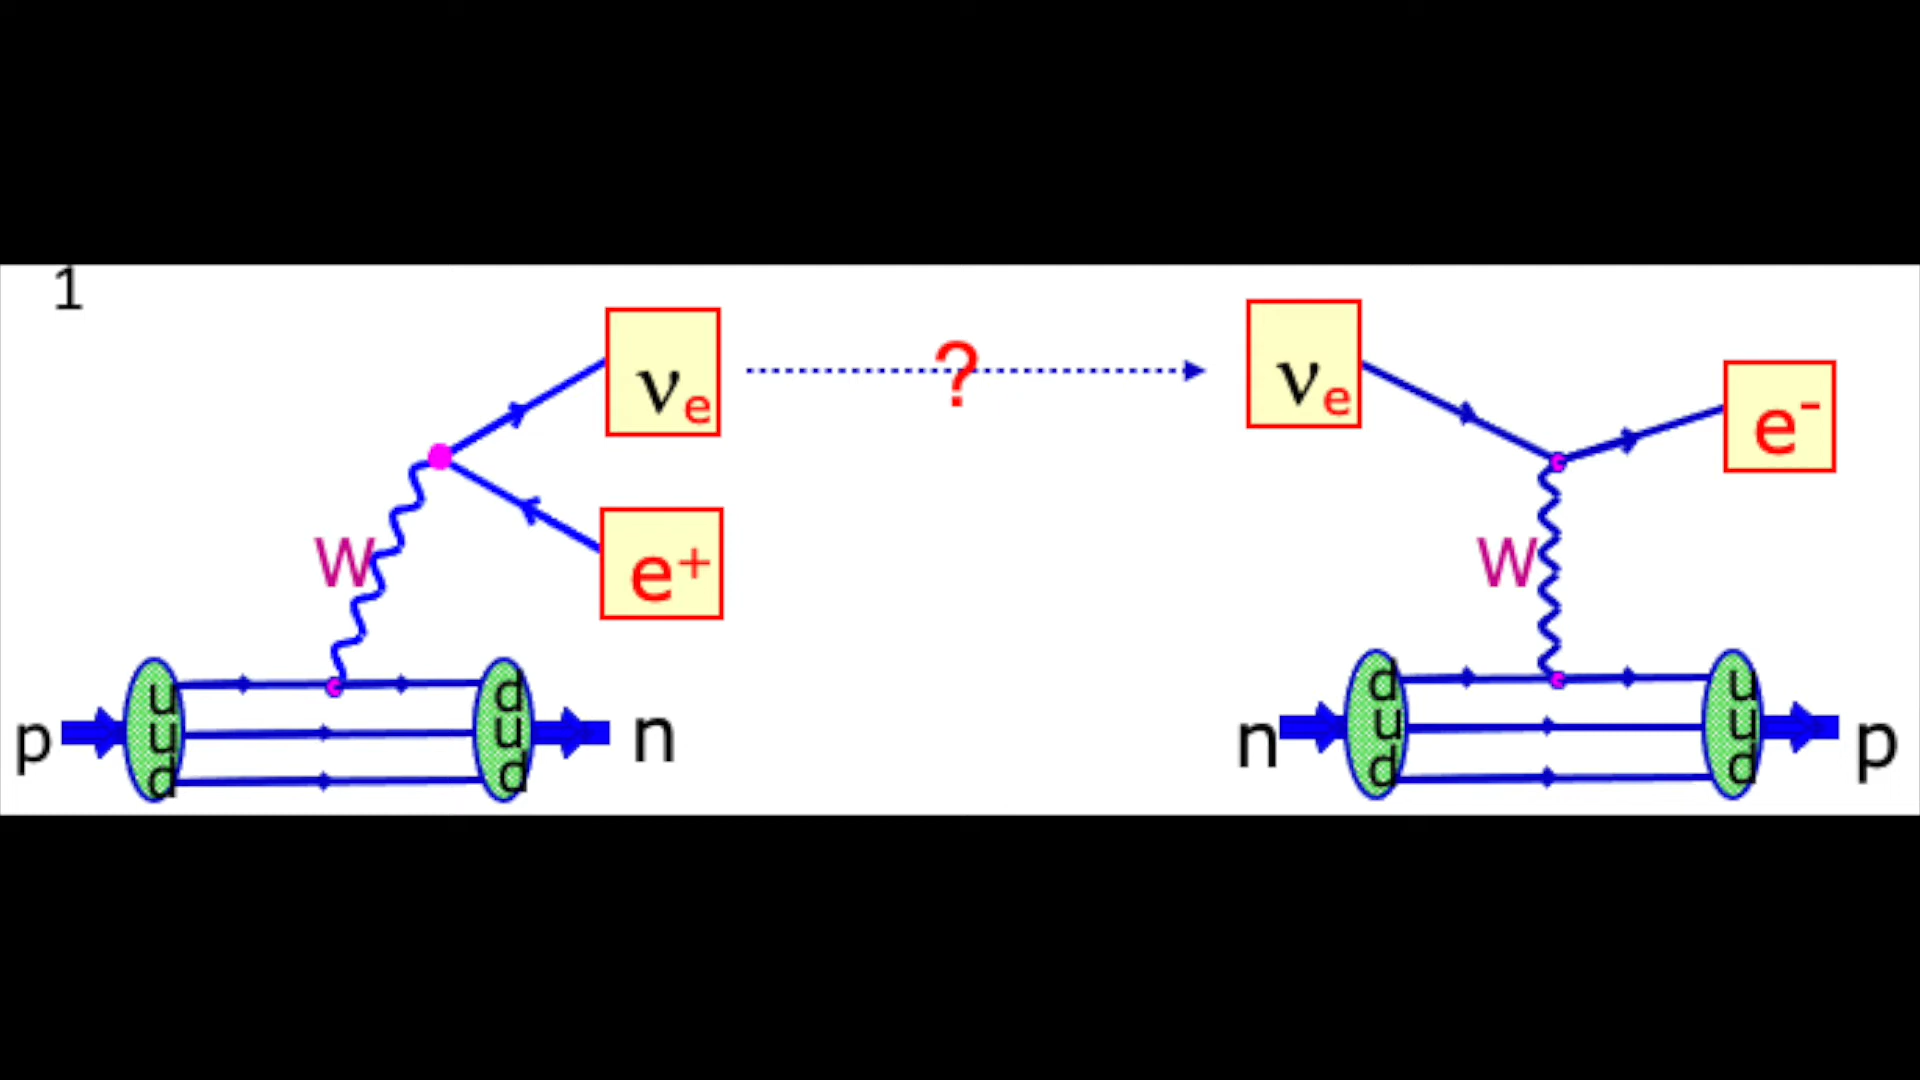 1
νe ? νe
e+ e-
W W
p u d n n d u p
u u u u
d d d d